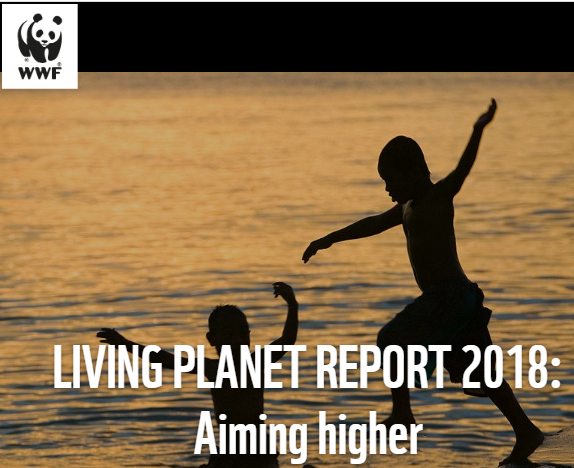 WWF
LIVING PLANET REPORT 2018:
Aiming higher